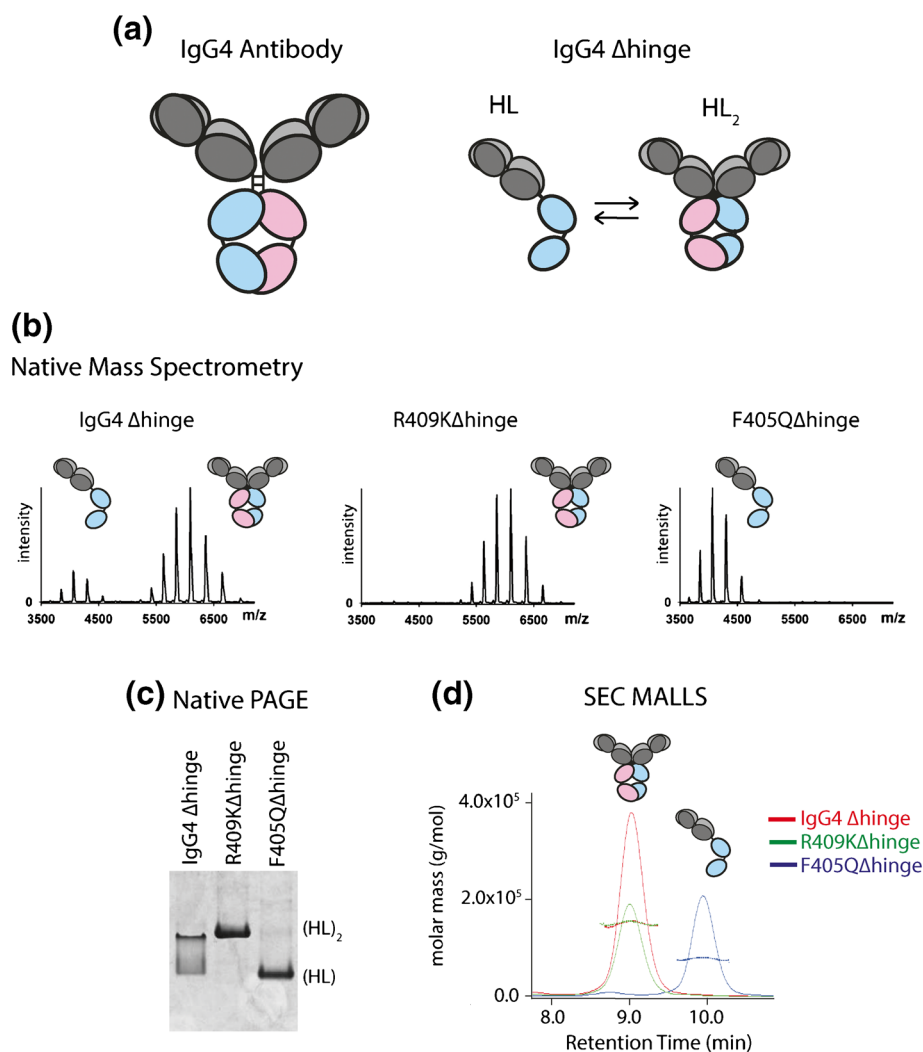 (a)
IgG4 Antibody
IgG4 Δhinge
HL
HL₂
(b)
Native Mass Spectrometry
IgG4 Δhinge
R409KΔhinge
F405QΔhinge
intensity
0
3500 4500 5500 6500 m/z
intensity
0
3500 4500 5500 6500 m/z
intensity
0
3500 4500 5500 6500 m/z
(c) Native PAGE
IgG4 Δhinge
R409KΔhinge
F405QΔhinge
(HL)₂
(HL)
(d)
SEC MALLS
molar mass (g/mol)
4.0x10⁵
2.0x10⁵
0.0
8.0 9.0 10.0
Retention Time (min)
IgG4 Δhinge
R409KΔhinge
F405QΔhinge